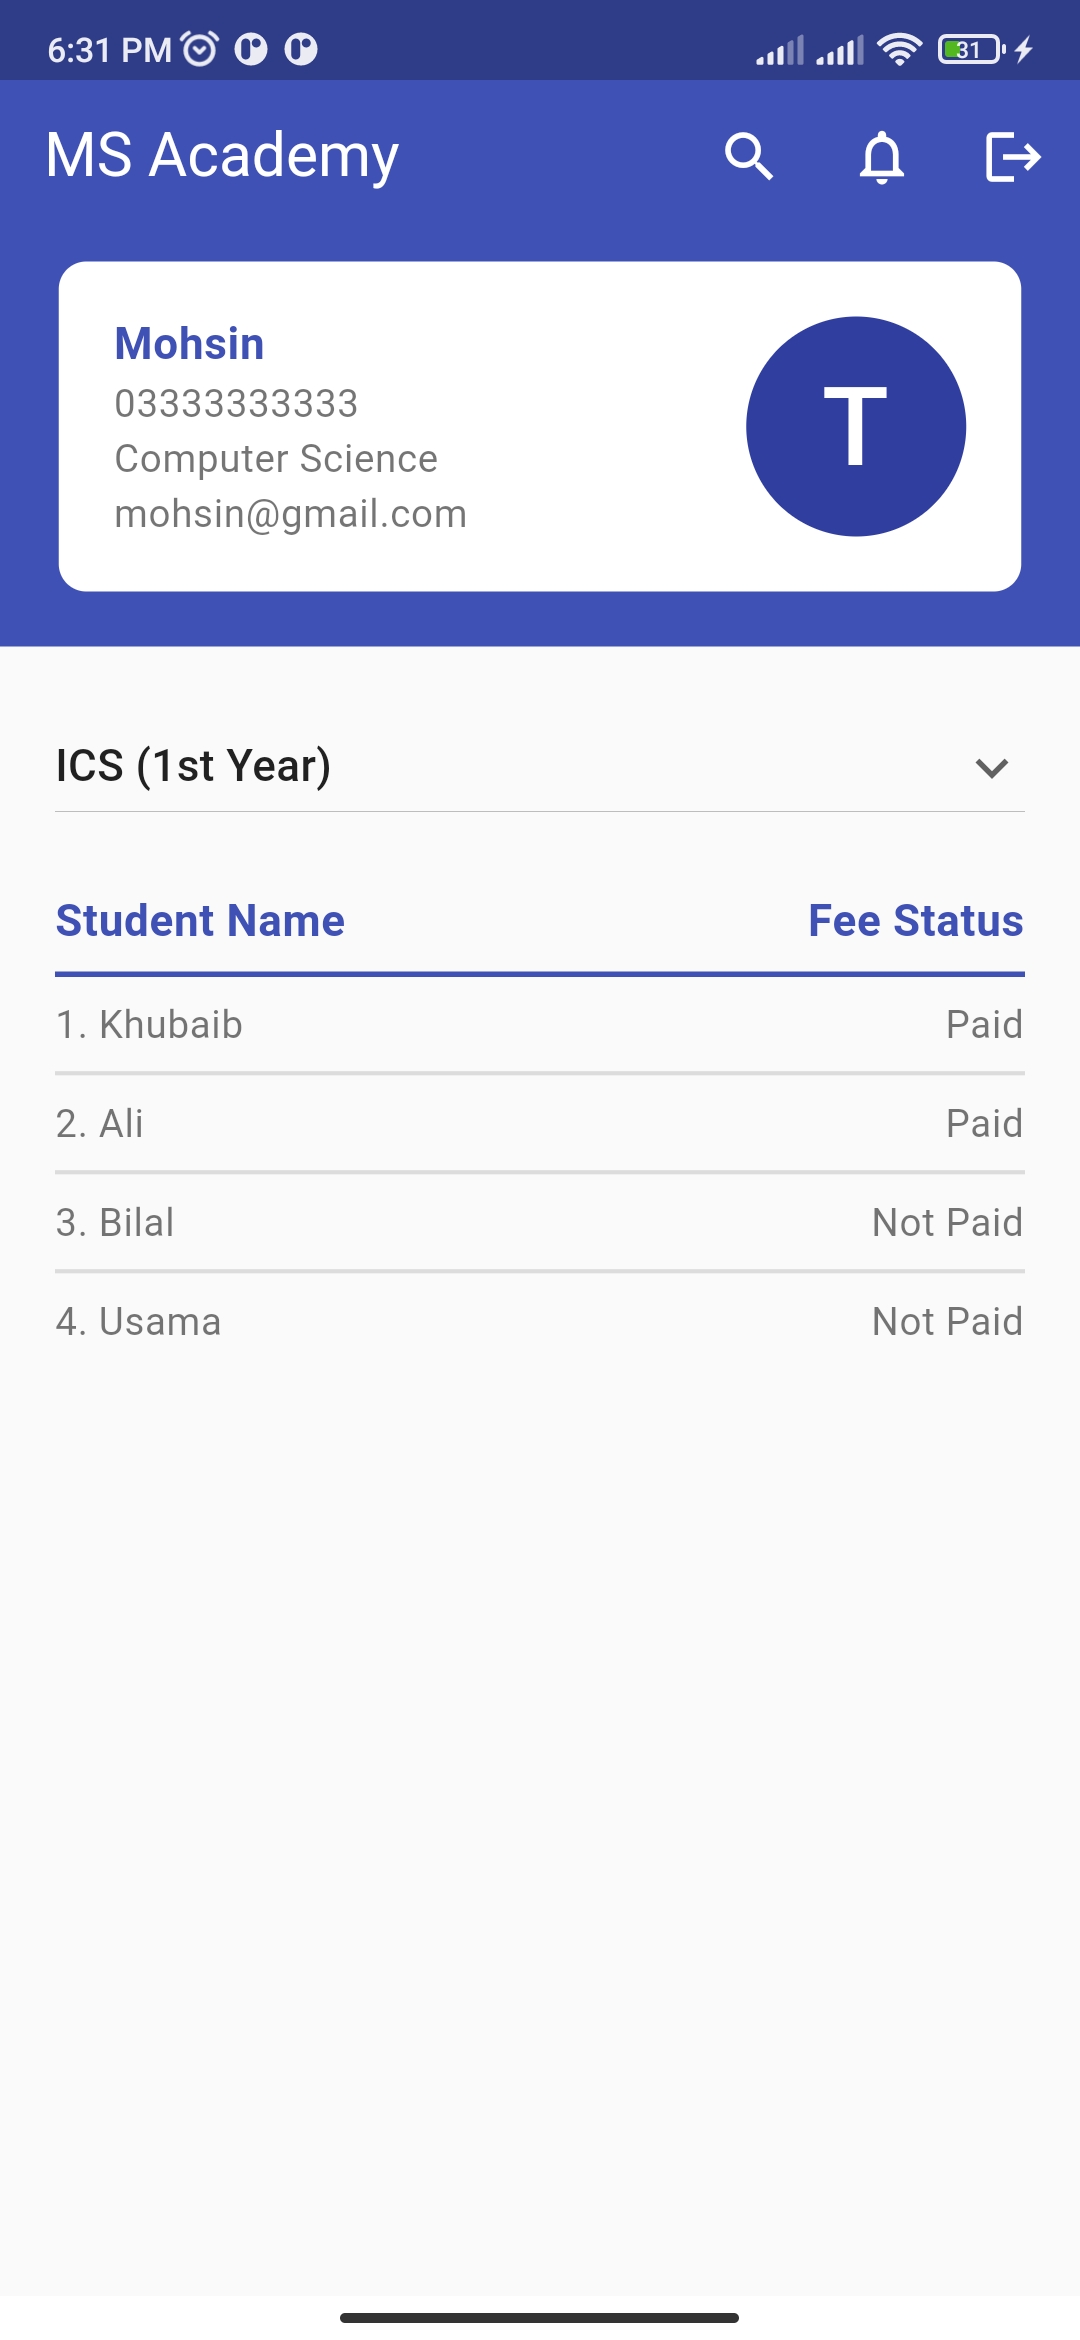 6:31 PM 31
MS Academy
Mohsin
03333333333
Computer Science
mohsin@gmail.com
T
ICS (1st Year)
Student Name Fee Status
1. Khubaib Paid
2. Ali Paid
3. Bilal Not Paid
4. Usama Not Paid